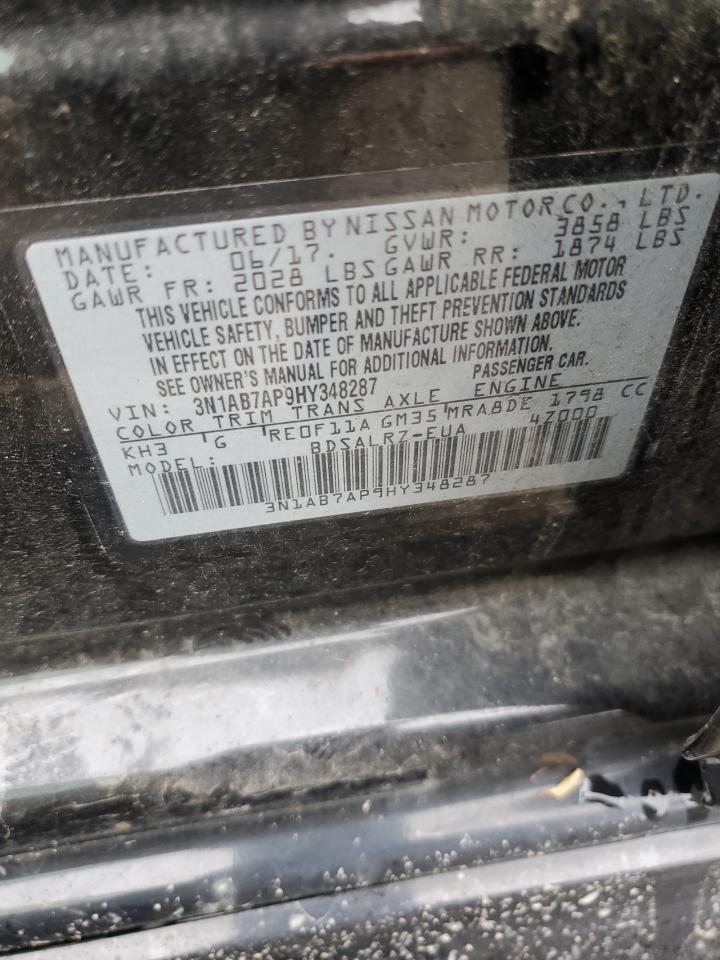 MANUFACTURED BY NISSAN MOTOR CO., LTD.
DATE: 06/17. GVWR: 3858 LBS
GAWR FR: 2028 LBS GAWR RR: 1874 LBS
THIS VEHICLE CONFORMS TO ALL APPLICABLE FEDERAL MOTOR
VEHICLE SAFETY, BUMPER AND THEFT PREVENTION STANDARDS
IN EFFECT ON THE DATE OF MANUFACTURE SHOWN ABOVE.
SEE OWNER'S MANUAL FOR ADDITIONAL INFORMATION.
VIN: 3N1AB7AP9HY348287 PASSENGER CAR.
COLOR TRIM TRANS AXLE ENGINE
KH3 G RE0F11A GM35 MRA8DE 1798 CC
MODEL: BDSALRZ-EUA 4Z000
3N1AB7AP9HY348287